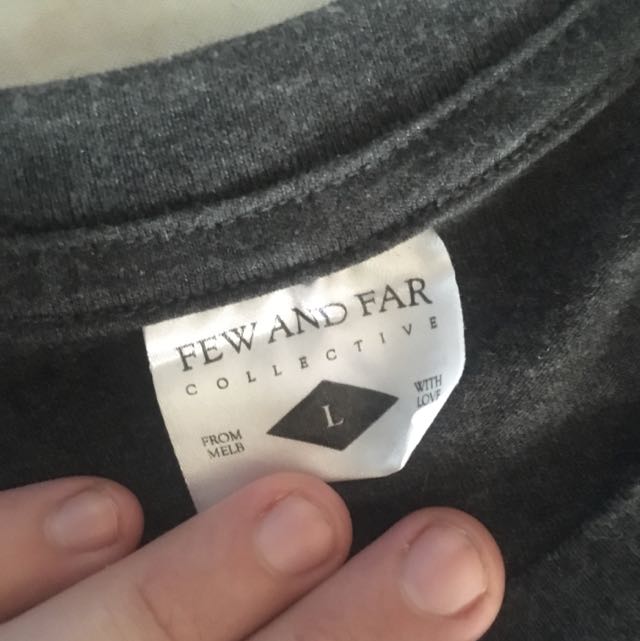 FEW AND FAR
COLLECTIVE
L
FROM
MELB
WITH
LOVE